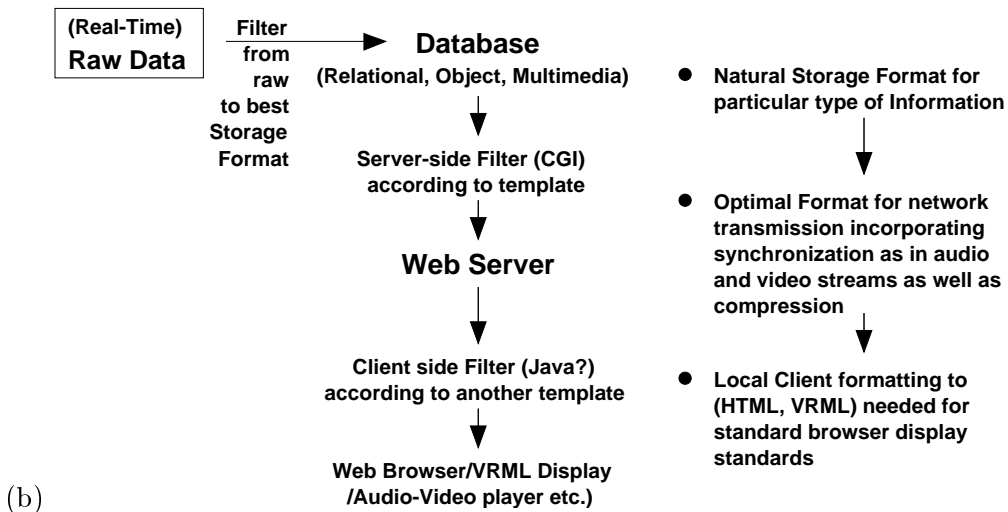 (Real-Time)
Raw Data
Filter
from
raw
to best
Storage
Format
Database
(Relational, Object, Multimedia)
Server-side Filter (CGI)
according to template
Web Server
Client side Filter (Java?)
according to another template
Web Browser/VRML Display
/Audio-Video player etc.)
● Natural Storage Format for
particular type of Information
● Optimal Format for network
transmission incorporating
synchronization as in audio
and video streams as well as
compression
● Local Client formatting to
(HTML, VRML) needed for
standard browser display
standards
(b)